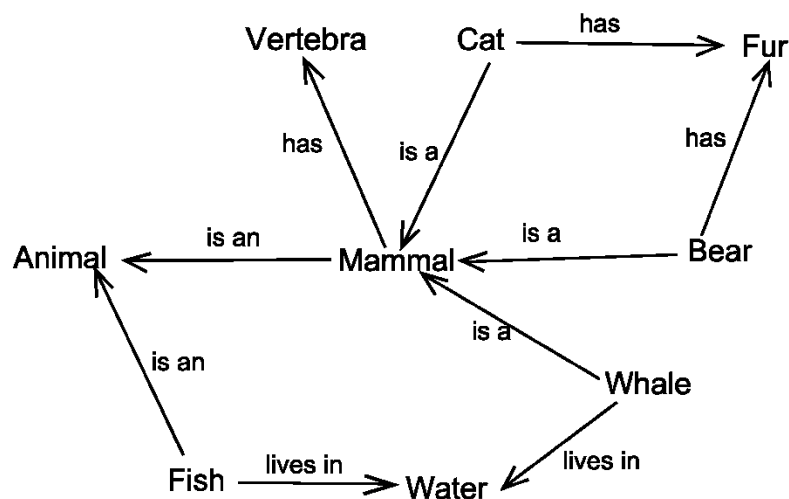 Vertebra
Cat
has
Fur
has
is a
has
Animal
is an
Mammal
is a
Bear
is an
is a
Whale
Fish
lives in
Water
lives in